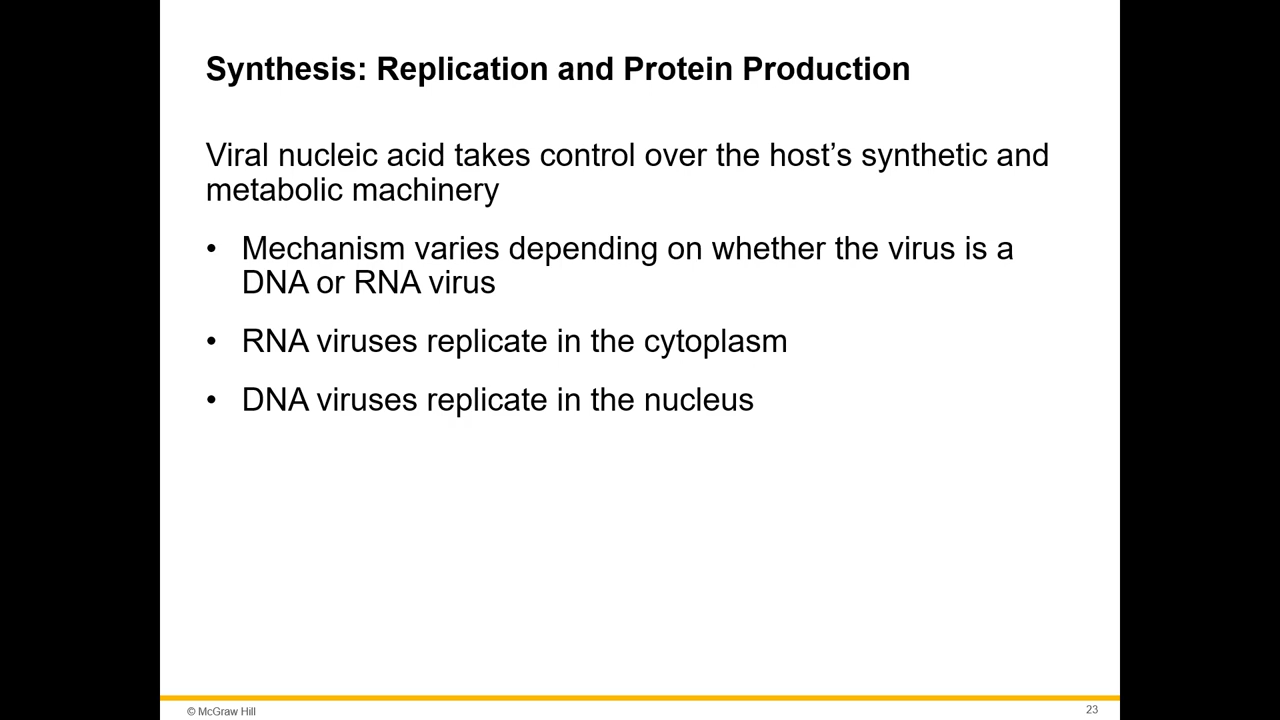 Synthesis: Replication and Protein Production
Viral nucleic acid takes control over the host’s synthetic and
metabolic machinery
• Mechanism varies depending on whether the virus is a
DNA or RNA virus
• RNA viruses replicate in the cytoplasm
• DNA viruses replicate in the nucleus
© McGraw Hill
23